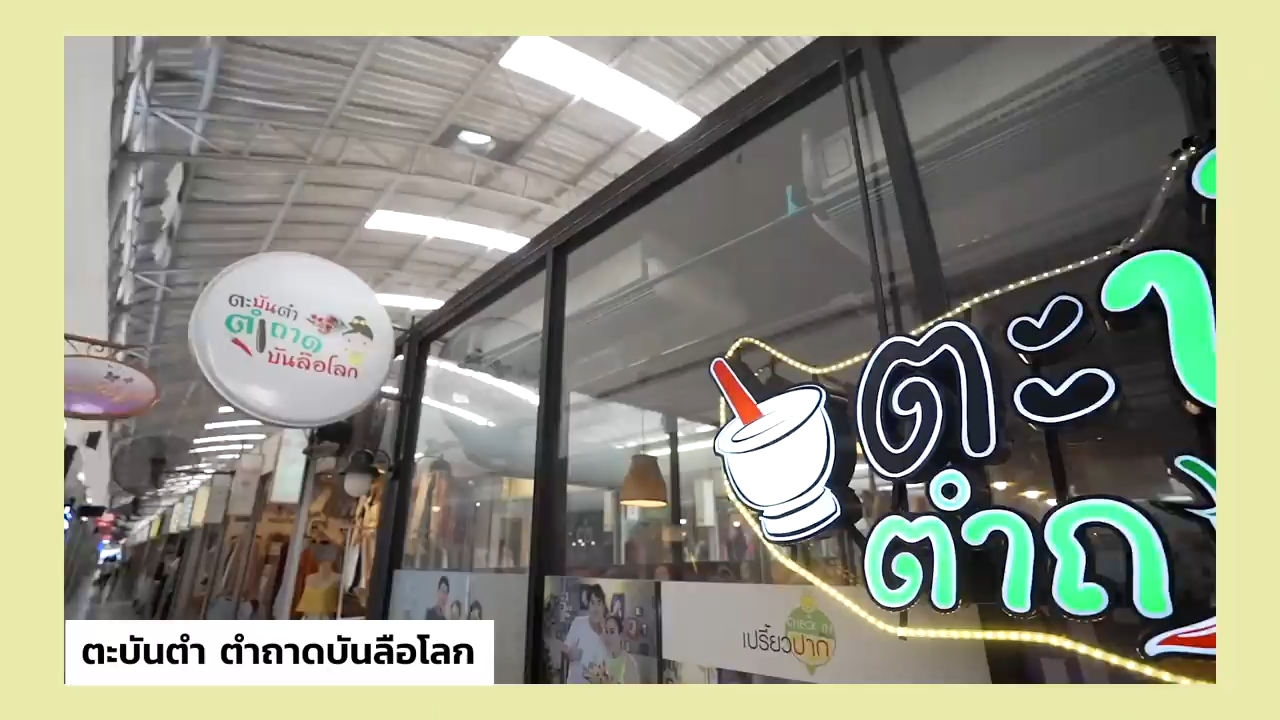 ตะบันตำ
ตำถาด
บันลือโลก
ตะ
ตำถ
CHECK IN
เปรี้ยวปาก
ตะบันตำ ตำถาดบันลือโลก